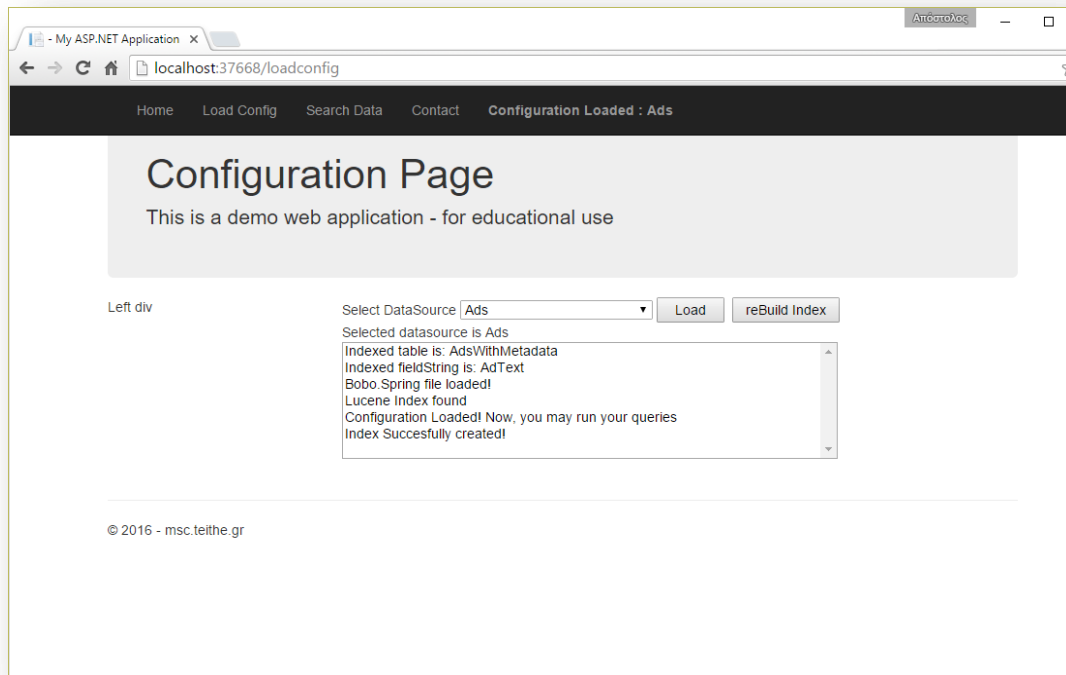 Απόστολος
- My ASP.NET Application
localhost:37668/loadconfig
Home Load Config Search Data Contact Configuration Loaded : Ads
Configuration Page
This is a demo web application - for educational use
Left div
Select DataSource Ads Load reBuild Index
Selected datasource is Ads
Indexed table is: AdsWithMetadata
Indexed fieldString is: AdText
Bobo.Spring file loaded!
Lucene Index found
Configuration Loaded! Now, you may run your queries
Index Succesfully created!
© 2016 - msc.teithe.gr